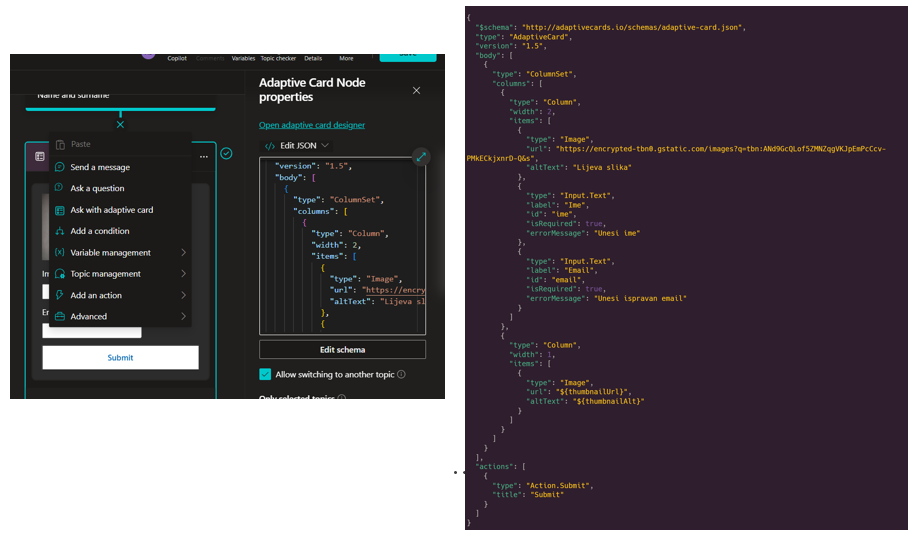 Copilot
Comments
Variables
Topic checker
Details
More
Name and surname
Paste
Send a message
Ask a question
Ask with adaptive card
Add a condition
Variable management
Topic management
Add an action
Advanced
Submit
Adaptive Card Node
properties
Open adaptive card designer
Edit JSON
"version": "1.5",
"body": [
{
"type": "ColumnSet",
"columns": [
{
"type": "Column",
"width": 2,
"items": [
{
"type": "Image",
"url": "https://encry
"altText": "Lijeva sl
},
{
Edit schema
Allow switching to another topic
Only selected topics
{
"$schema": "http://adaptivecards.io/schemas/adaptive-card.json",
"type": "AdaptiveCard",
"version": "1.5",
"body": [
{
"type": "ColumnSet",
"columns": [
{
"type": "Column",
"width": 2,
"items": [
{
"type": "Image",
"url": "https://encrypted-tbn0.gstatic.com/images?q=tbn:ANd9GcQLof5ZMNZqgVKJpEmPcCcv-
PMkECkjxnrD-Q&s",
"altText": "Lijeva slika"
},
{
"type": "Input.Text",
"label": "Ime",
"id": "ime",
"isRequired": true,
"errorMessage": "Unesi ime"
},
{
"type": "Input.Text",
"label": "Email",
"id": "email",
"isRequired": true,
"errorMessage": "Unesi ispravan email"
}
]
},
{
"type": "Column",
"width": 1,
"items": [
{
"type": "Image",
"url": "${thumbnailUrl}",
"altText": "${thumbnailAlt}"
}
]
}
]
}
],
"actions": [
{
"type": "Action.Submit",
"title": "Submit"
}
]
}